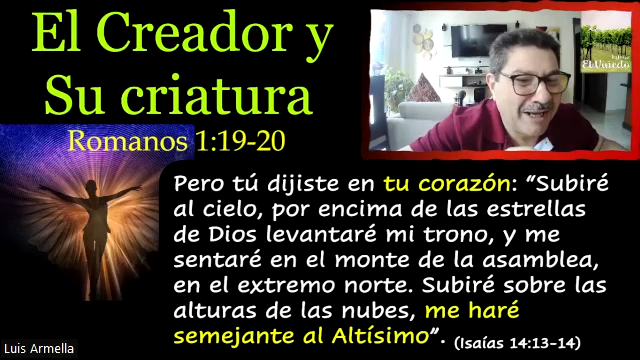 El Creador y
Su criatura
Romanos 1:19-20
El Viñedo
Pero tú dijiste en tu corazón: “Subiré
al cielo, por encima de las estrellas
de Dios levantaré mi trono, y me
sentaré en el monte de la asamblea,
en el extremo norte. Subiré sobre las
alturas de las nubes, me haré
semejante al Altísimo”. (Isaías 14:13-14)
Luis Armella